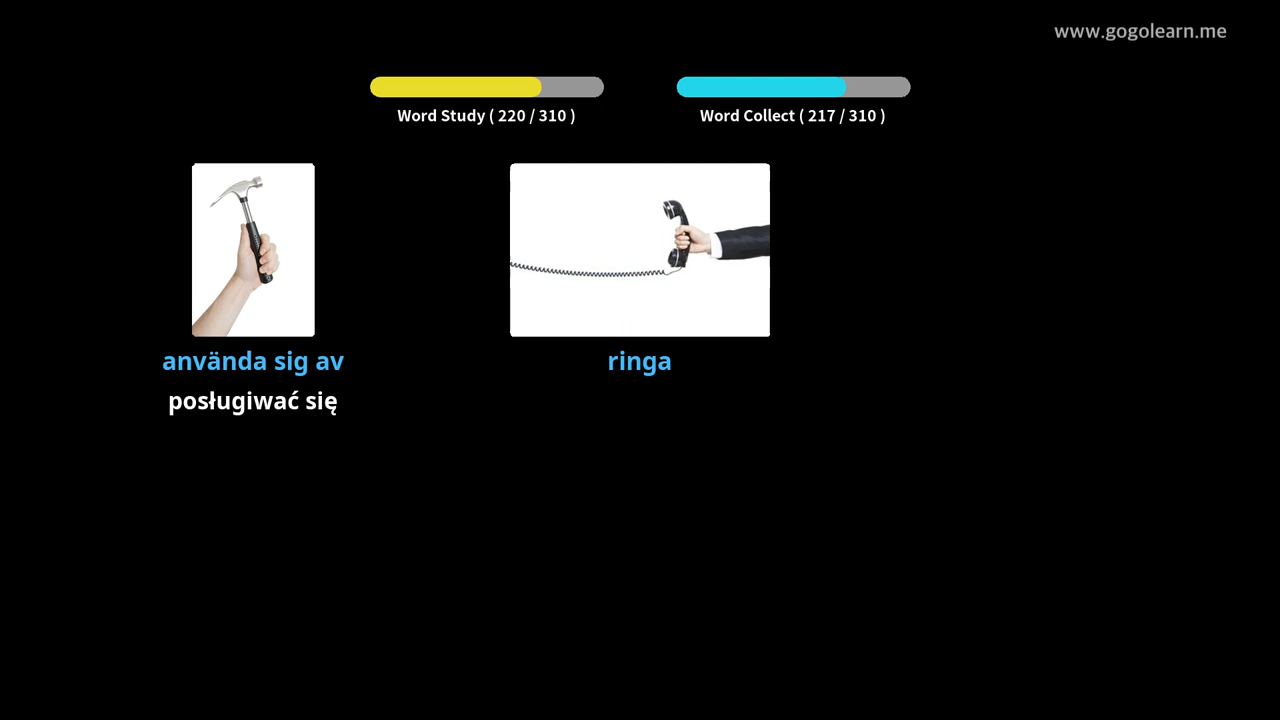 www.gogolearn.me
Word Study ( 220 / 310 )
Word Collect ( 217 / 310 )
använda sig av
ringa
posługiwać się